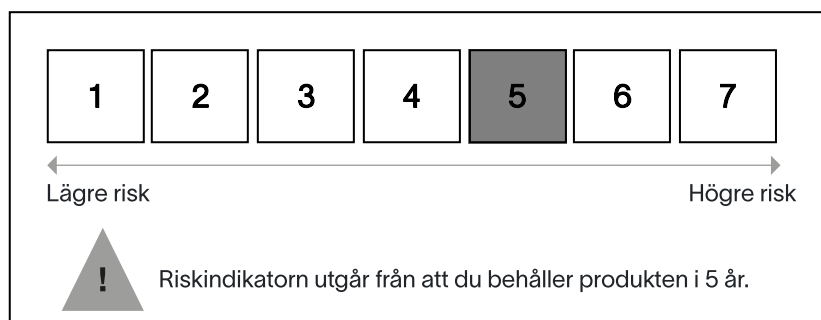 1 2 3 4 5 6 7
Lägre risk Högre risk
! Riskindikatorn utgår från att du behåller produkten i 5 år.